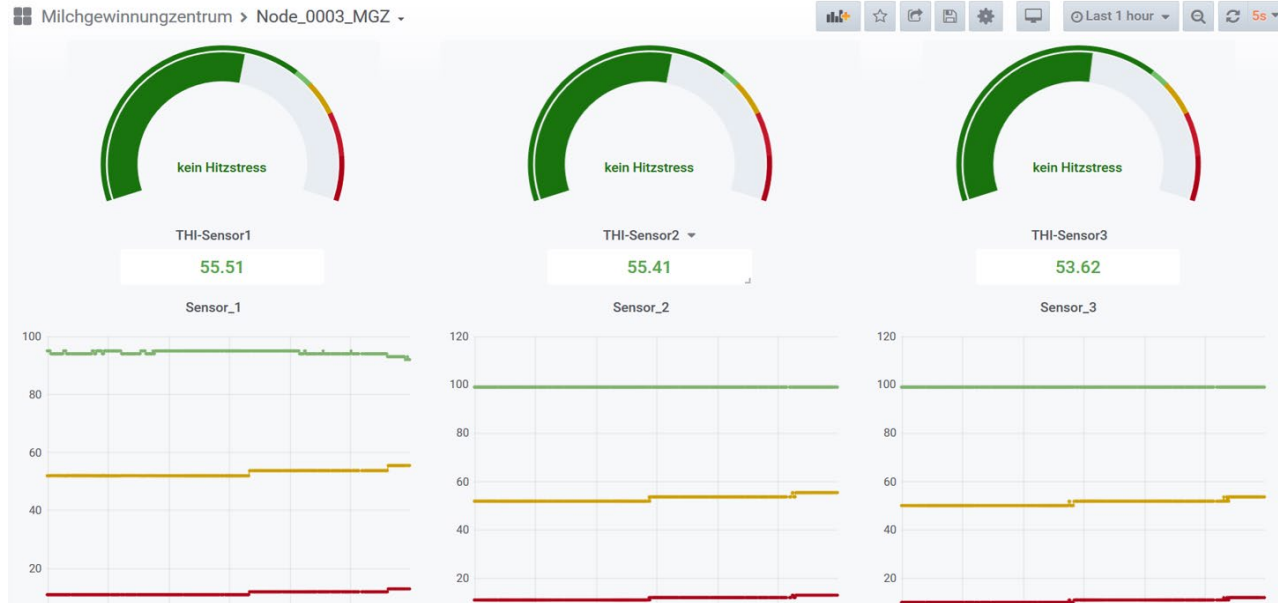 Milchgewinnungzentrum > Node_0003_MGZ
Last 1 hour
5s
kein Hitzstress
kein Hitzstress
kein Hitzstress
THI-Sensor1
THI-Sensor2
THI-Sensor3
55.51
55.41
53.62
Sensor_1
Sensor_2
Sensor_3
100
80
60
40
20
120
100
80
60
40
20
120
100
80
60
40
20